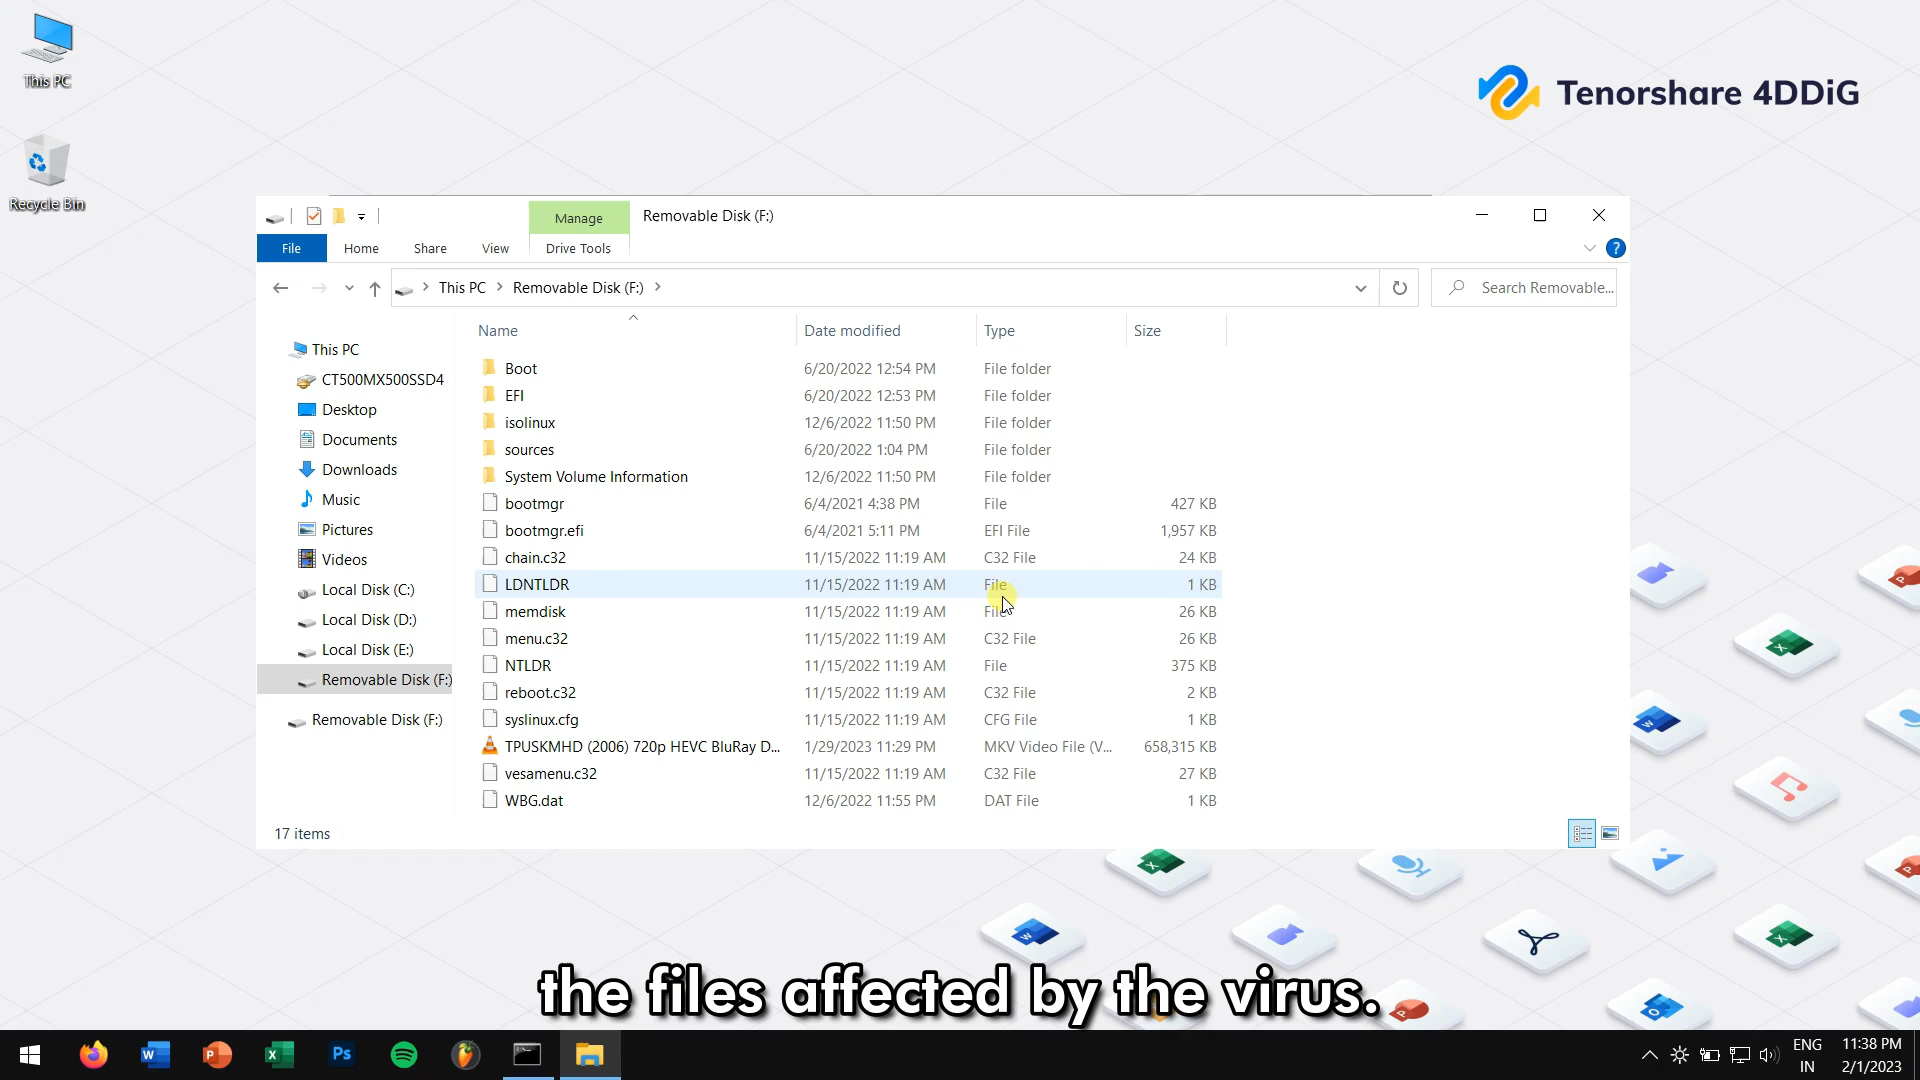 This PC
Recycle Bin
Tenorshare 4DDiG
Manage
Removable Disk (F:)
File
Home
Share
View
Drive Tools
This PC
Removable Disk (F:)
Search Removable...
Name
Date modified
Type
Size
This PC
CT500MX500SSD4
Desktop
Documents
Downloads
Music
Pictures
Videos
Local Disk (C:)
Local Disk (D:)
Local Disk (E:)
Removable Disk (F:)
Removable Disk (F:)
Boot 6/20/2022 12:54 PM File folder
EFI 6/20/2022 12:53 PM File folder
isolinux 12/6/2022 11:50 PM File folder
sources 6/20/2022 1:04 PM File folder
System Volume Information 12/6/2022 11:50 PM File folder
bootmgr 6/4/2021 4:38 PM File 427 KB
bootmgr.efi 6/4/2021 5:11 PM EFI File 1,957 KB
chain.c32 11/15/2022 11:19 AM C32 File 24 KB
LDNTLDR 11/15/2022 11:19 AM File 1 KB
memdisk 11/15/2022 11:19 AM File 26 KB
menu.c32 11/15/2022 11:19 AM C32 File 26 KB
NTLDR 11/15/2022 11:19 AM File 375 KB
reboot.c32 11/15/2022 11:19 AM C32 File 2 KB
syslinux.cfg 11/15/2022 11:19 AM CFG File 1 KB
TPUSKMHD (2006) 720p HEVC BluRay D... 1/29/2023 11:29 PM MKV Video File (V... 658,315 KB
vesamenu.c32 11/15/2022 11:19 AM C32 File 27 KB
WBG.dat 12/6/2022 11:55 PM DAT File 1 KB
17 items
the files affected by the virus.
ENG
IN
11:38 PM
2/1/2023